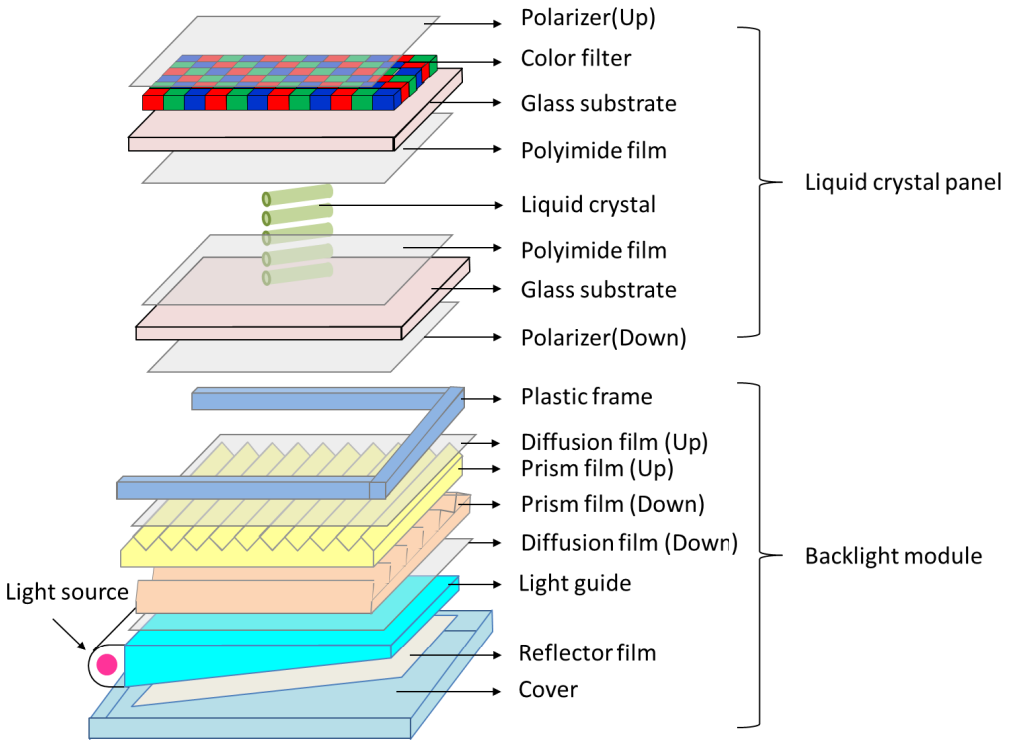 Polarizer(Up)
Color filter
Glass substrate
Polyimide film
Liquid crystal
Polyimide film
Glass substrate
Polarizer(Down)
Liquid crystal panel
Plastic frame
Diffusion film (Up)
Prism film (Up)
Prism film (Down)
Diffusion film (Down)
Light guide
Reflector film
Cover
Backlight module
Light source